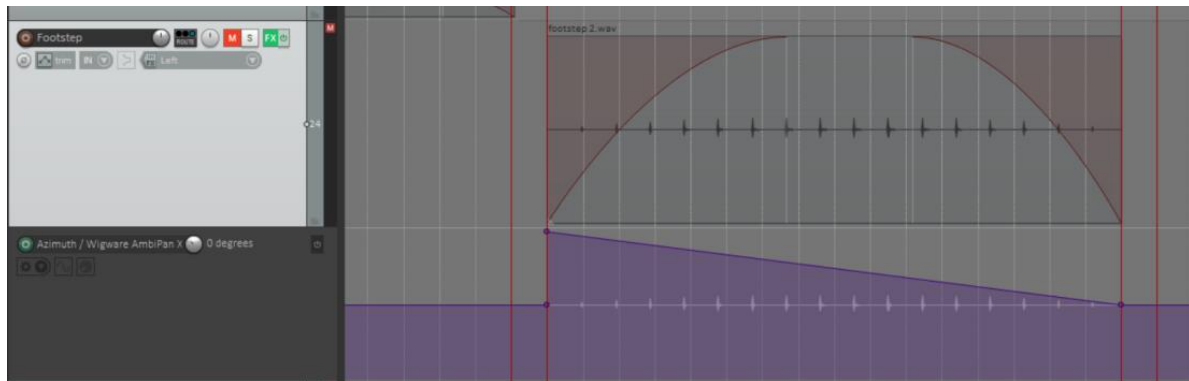 Footstep
ROUTE
M
S
FX
M
footstep 2.wav
trim
IN
Left
24
Azimuth / Wigware AmbiPan X
0 degrees